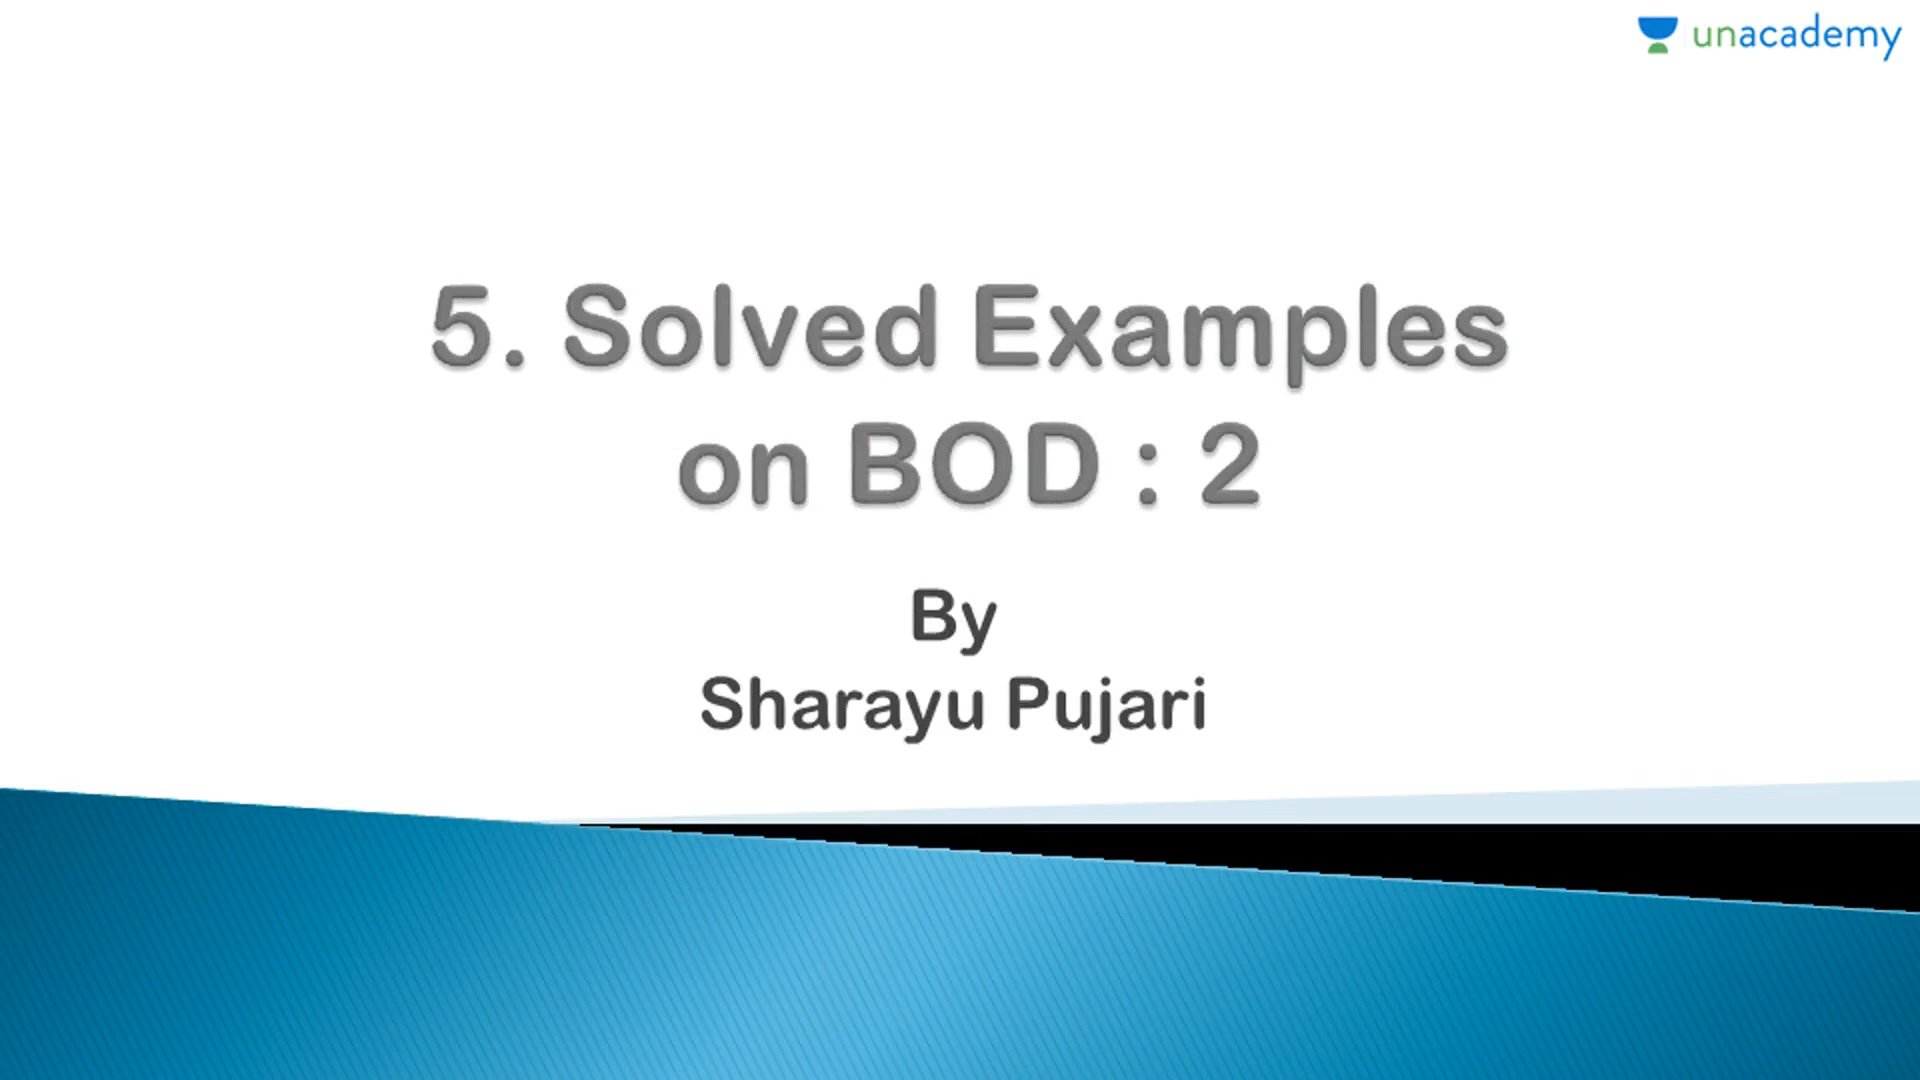 unacademy
5. Solved Examples
on BOD : 2
By
Sharayu Pujari